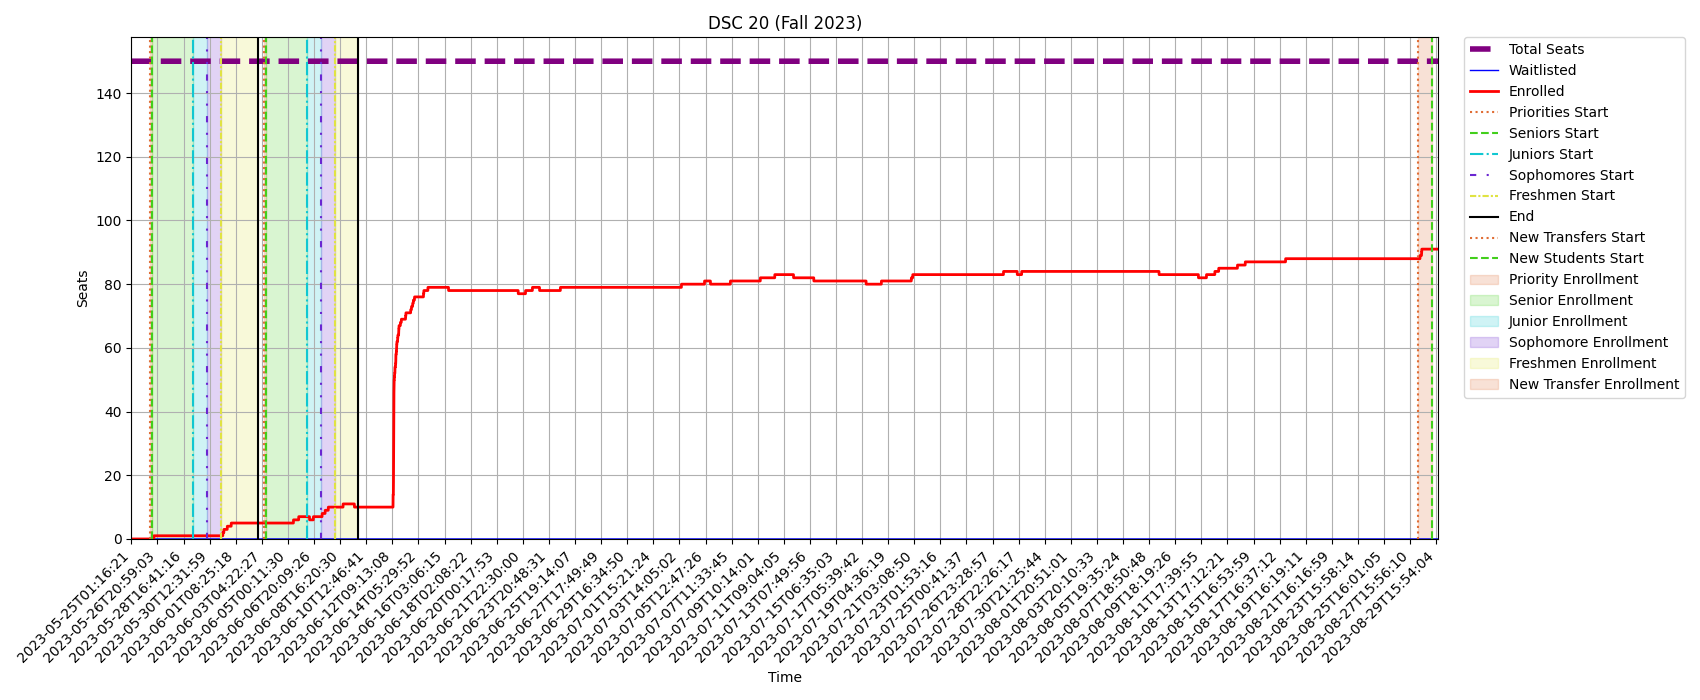 DSC 20 (Fall 2023)
Seats
140
120
100
80
60
40
20
0
2023-05-25T01:16:21
2023-05-26T20:59:03
2023-05-28T16:41:16
2023-05-30T12:31:59
2023-06-01T08:25:18
2023-06-03T04:22:27
2023-06-05T00:11:30
2023-06-06T20:09:26
2023-06-08T16:20:30
2023-06-10T12:46:41
2023-06-12T09:13:08
2023-06-14T05:29:52
2023-06-16T03:06:15
2023-06-18T02:08:22
2023-06-20T00:17:53
2023-06-21T22:30:00
2023-06-23T20:48:31
2023-06-25T19:14:07
2023-06-27T17:49:49
2023-06-29T16:34:50
2023-07-01T15:21:24
2023-07-03T14:05:02
2023-07-05T12:47:26
2023-07-07T11:33:45
2023-07-09T10:14:01
2023-07-11T09:04:05
2023-07-13T07:49:56
2023-07-15T06:35:03
2023-07-17T05:39:42
2023-07-19T04:36:19
2023-07-21T03:08:50
2023-07-23T01:53:16
2023-07-25T00:41:37
2023-07-26T23:28:57
2023-07-28T22:26:17
2023-07-30T21:25:44
2023-08-01T20:51:01
2023-08-03T20:10:33
2023-08-05T19:35:24
2023-08-07T18:50:48
2023-08-09T18:19:26
2023-08-11T17:39:55
2023-08-13T17:12:21
2023-08-15T16:53:59
2023-08-17T16:37:12
2023-08-19T16:19:11
2023-08-21T16:16:59
2023-08-23T15:58:14
2023-08-25T16:01:05
2023-08-27T15:56:10
2023-08-29T15:54:04
Time
Total Seats
Waitlisted
Enrolled
Priorities Start
Seniors Start
Juniors Start
Sophomores Start
Freshmen Start
End
New Transfers Start
New Students Start
Priority Enrollment
Senior Enrollment
Junior Enrollment
Sophomore Enrollment
Freshmen Enrollment
New Transfer Enrollment